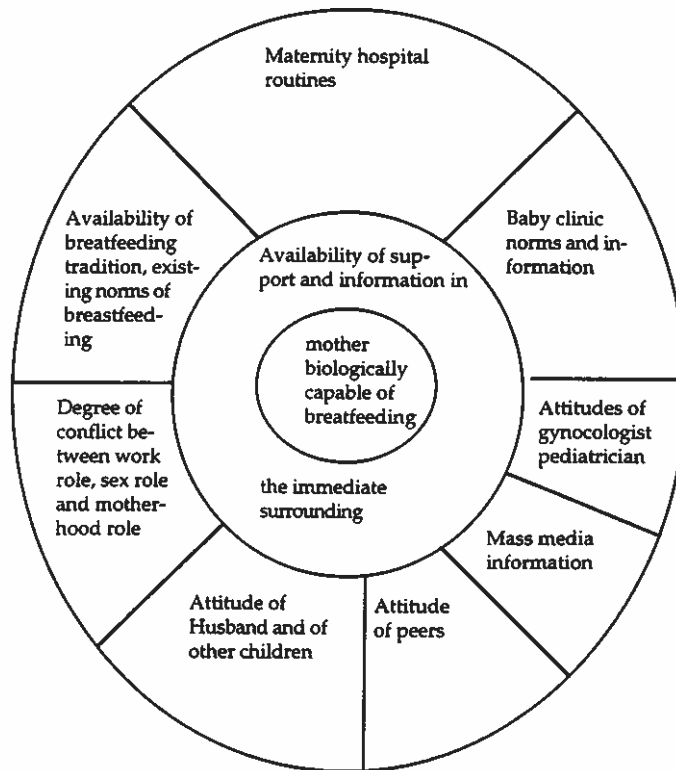 Maternity hospital
routines
Availability of
breatfeeding
tradition, exist-
ing norms of
breastfeed-
ing
Baby clinic
norms and in-
formation
Availability of sup-
port and information in
mother
biologically
capable of
breatfeeding
the immediate
surrounding
Degree of
conflict be-
tween work
role, sex role
and mother-
hood role
Attitudes of
gynocologist
pediatrician
Mass media
information
Attitude of
Husband and of
other children
Attitude
of peers